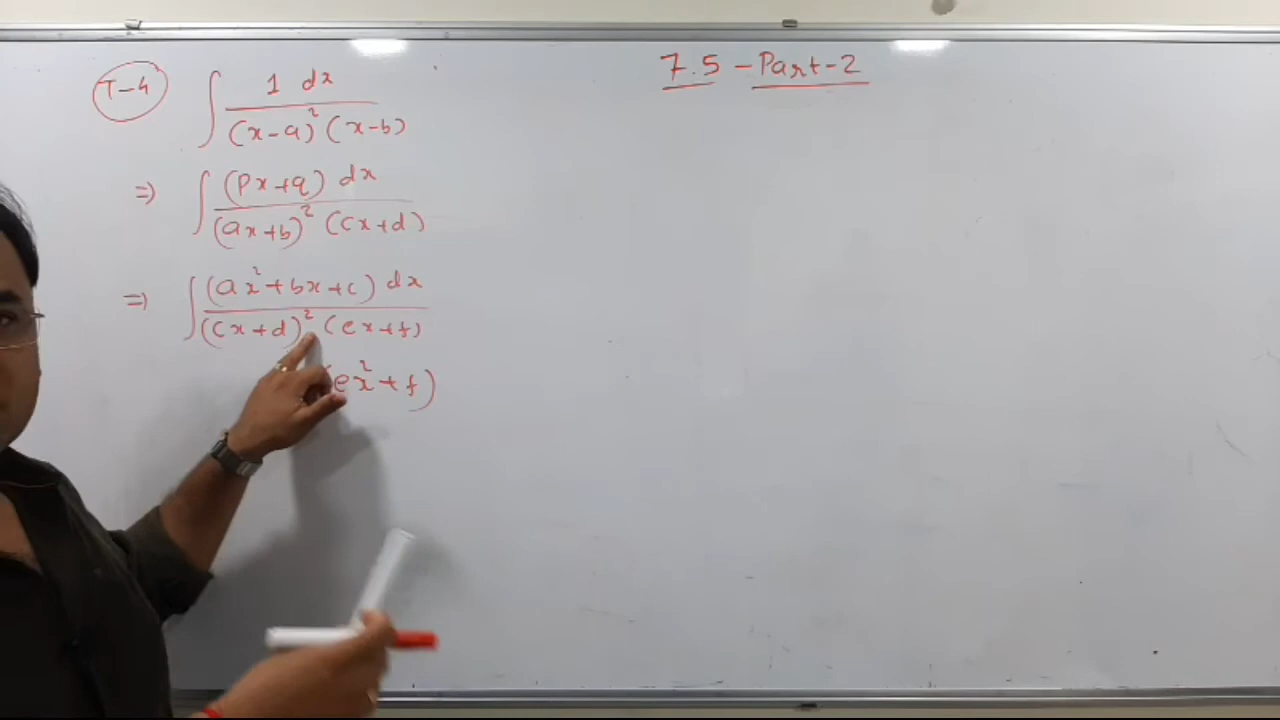 7.5 - Part-2
T-4 ∫ 1 dx / (x-a)² (x-b)
⇒ ∫ (Px+q) dx / (ax+b)² (cx+d)
⇒ ∫ (ax²+bx+c) dx / (cx+d)² (ex+f)
(ex²+f)